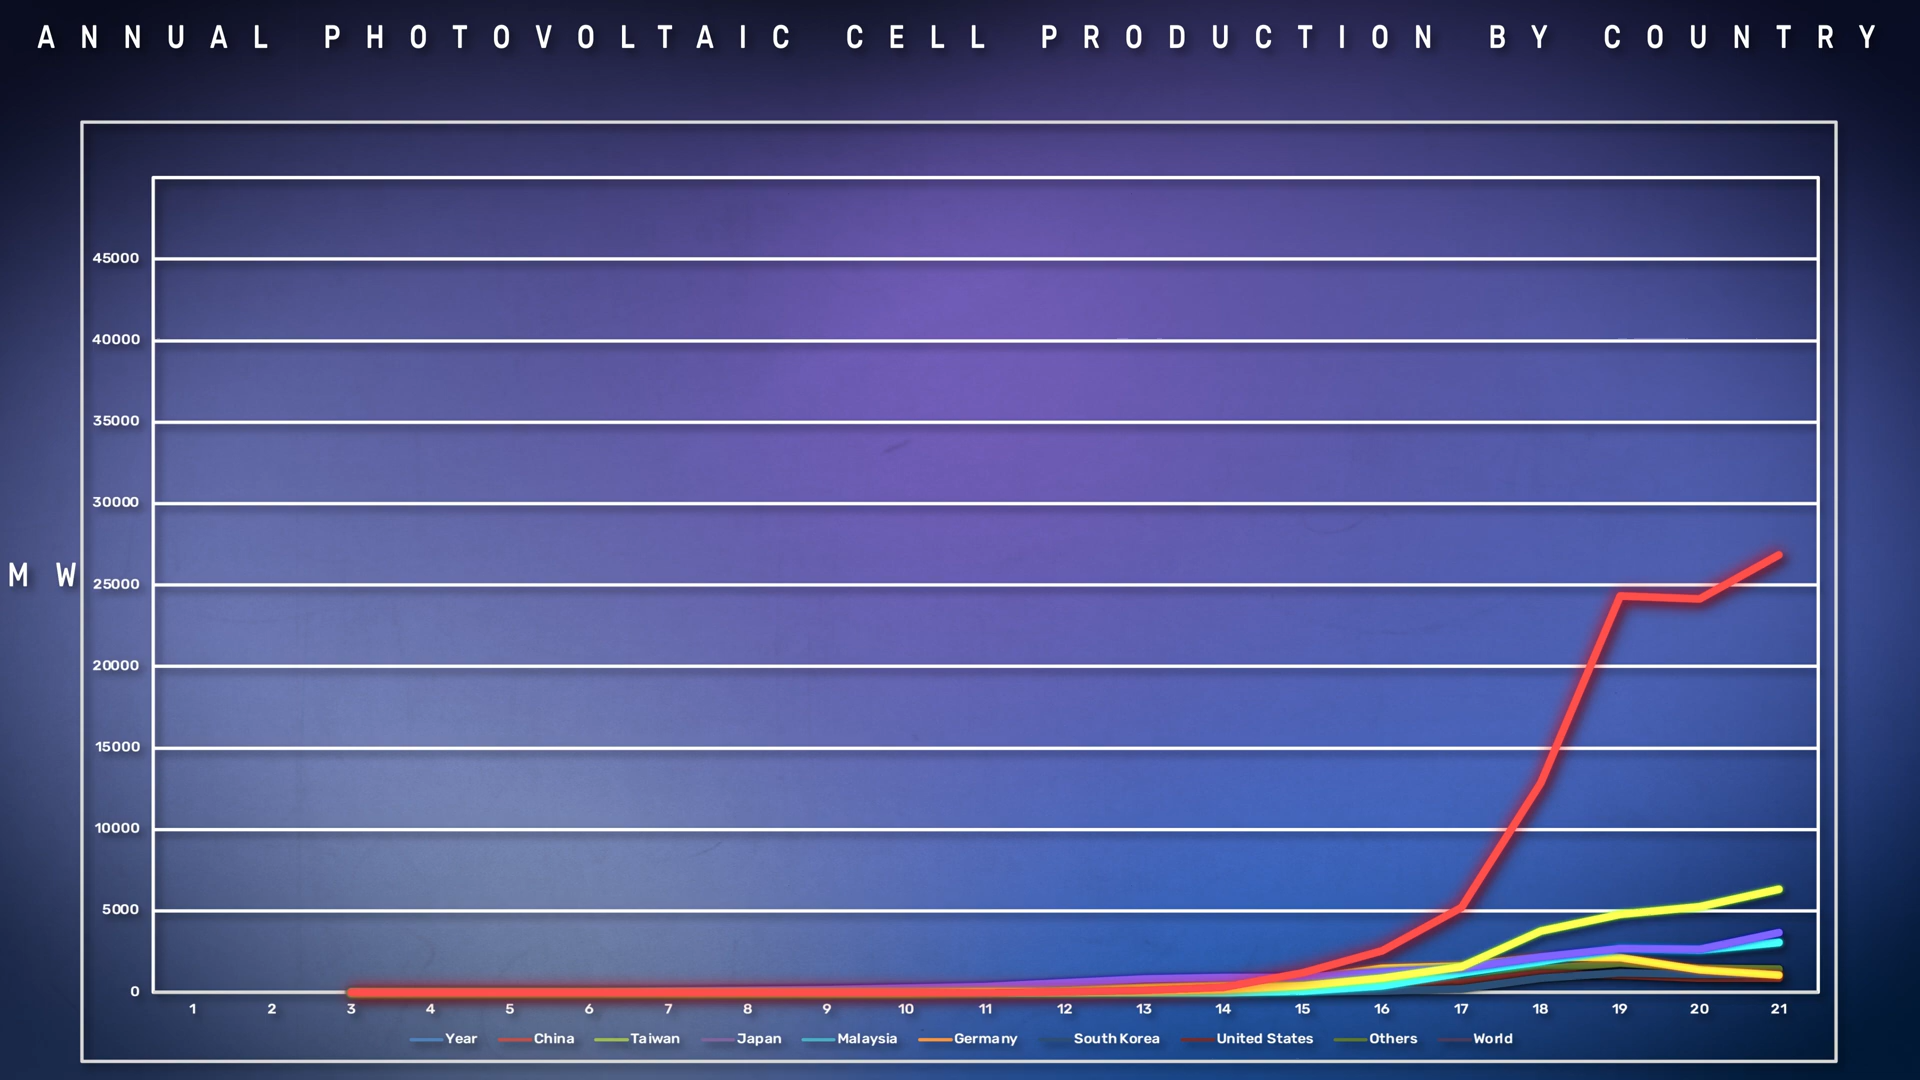 ANNUAL PHOTOVOLTAIC CELL PRODUCTION BY COUNTRY
45000
40000
35000
30000
MW
25000
20000
15000
10000
5000
0
1 2 3 4 5 6 7 8 9 10 11 12 13 14 15 16 17 18 19 20 21
Year China Taiwan Japan Malaysia Germany South Korea United States Others World